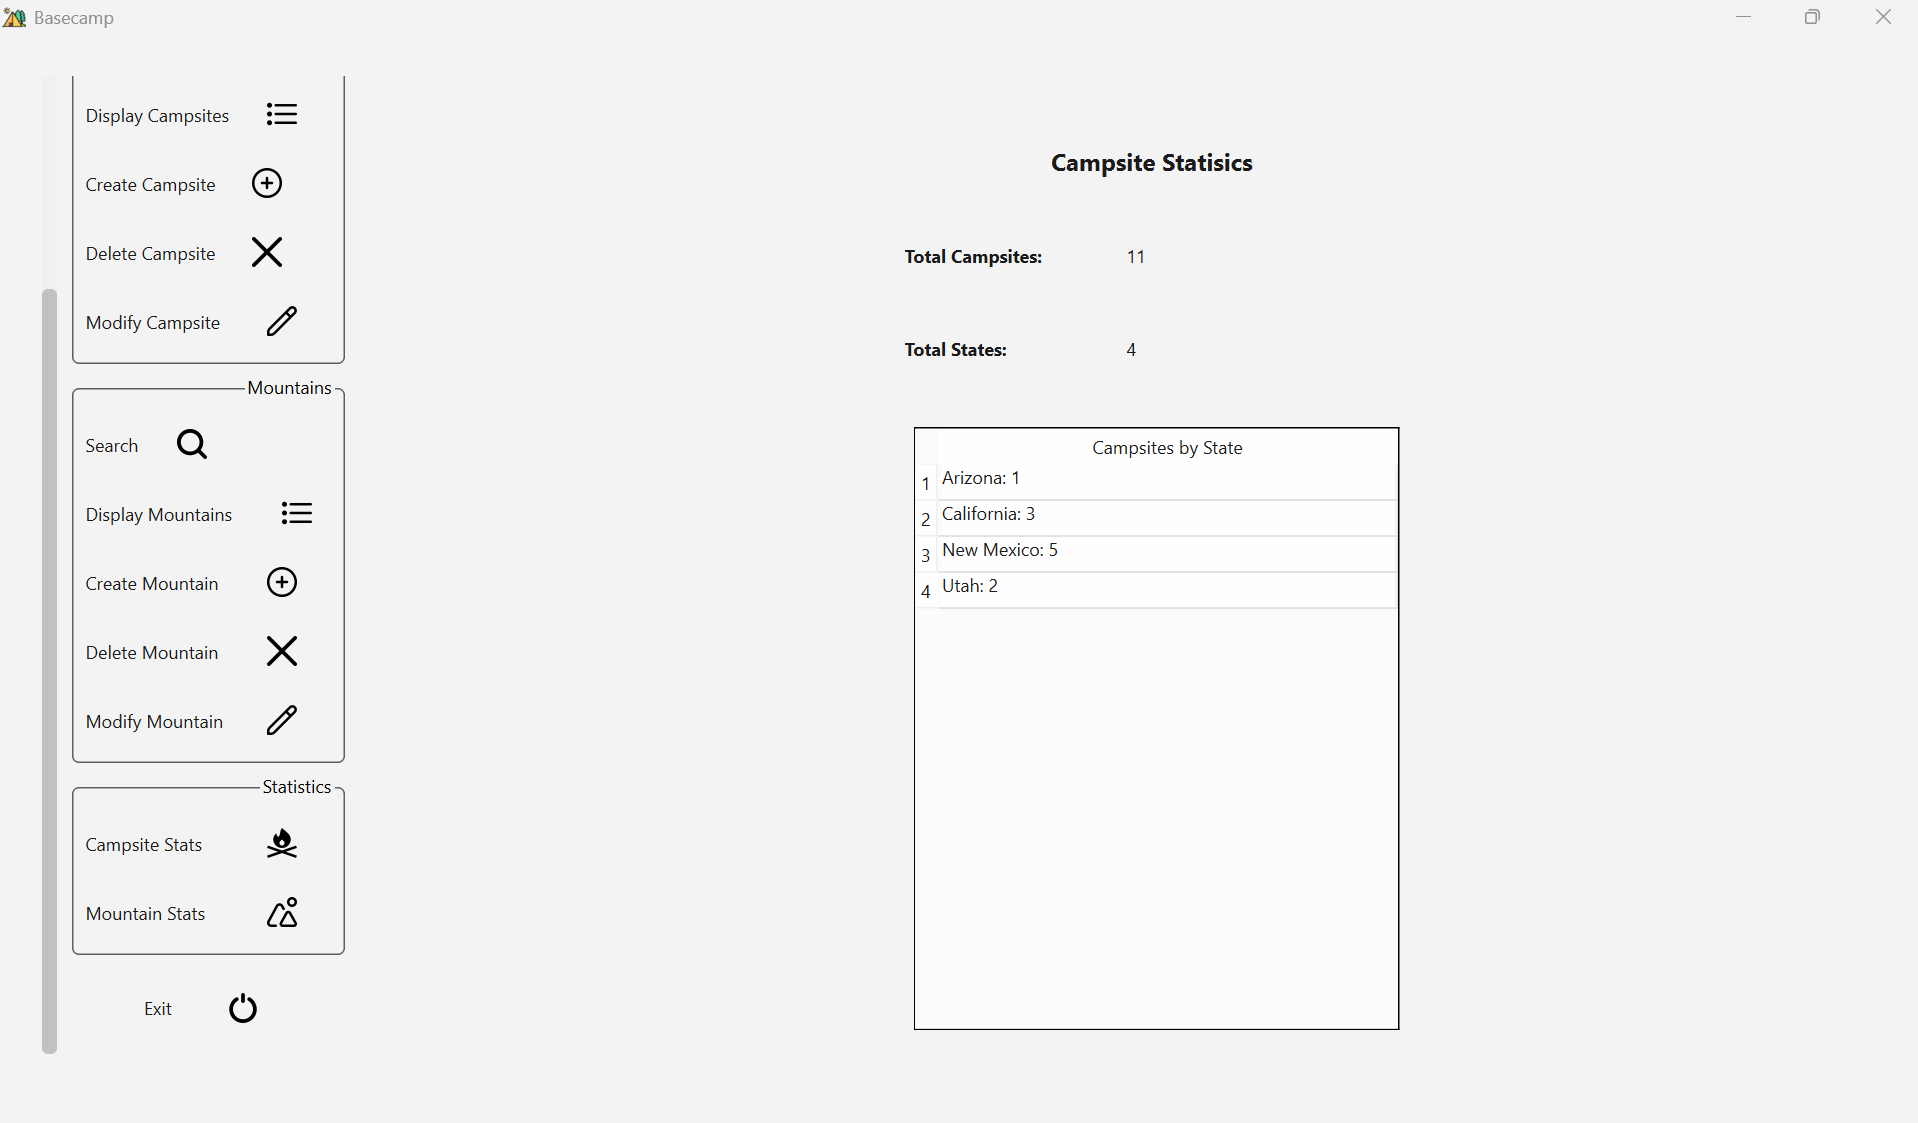 Basecamp
Display Campsites
Create Campsite
Delete Campsite
Modify Campsite
Mountains
Search
Display Mountains
Create Mountain
Delete Mountain
Modify Mountain
Statistics
Campsite Stats
Mountain Stats
Exit
Campsite Statisics
Total Campsites: 11
Total States: 4
Campsites by State
1 Arizona: 1
2 California: 3
3 New Mexico: 5
4 Utah: 2